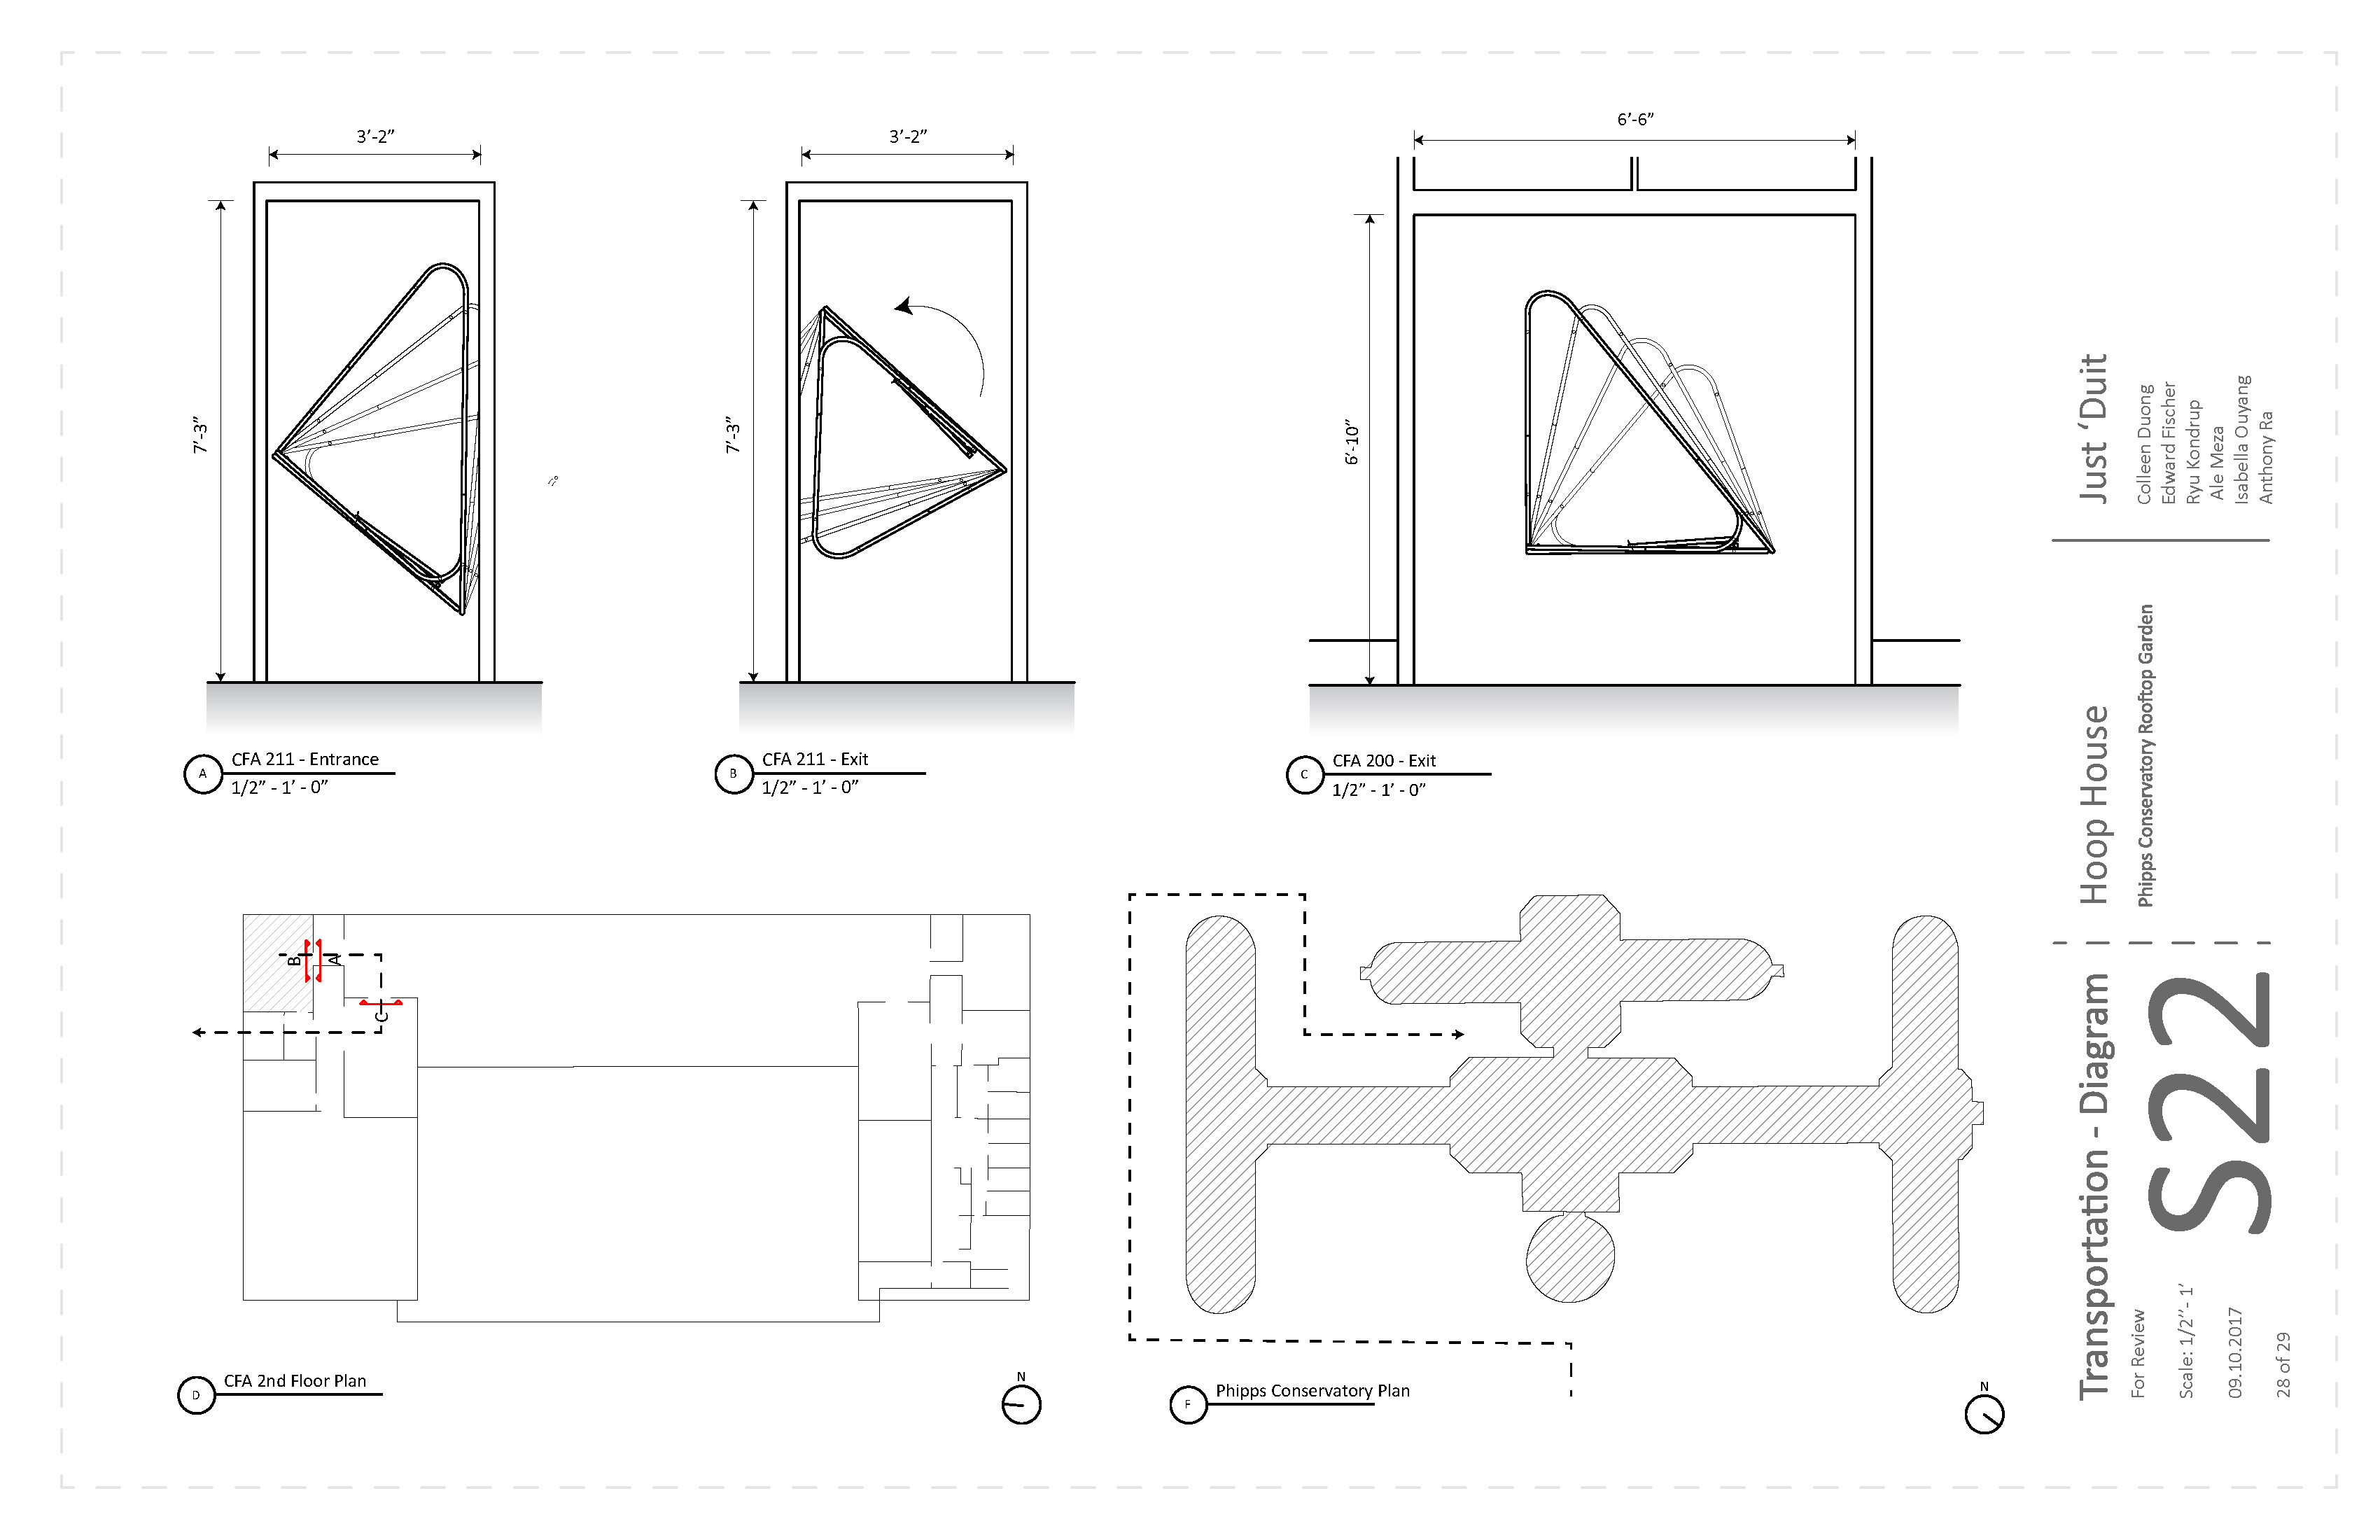 3’-2”
7’-3”
A
CFA 211 - Entrance
1/2” - 1’ - 0”
3’-2”
7’-3”
B
CFA 211 - Exit
1/2” - 1’ - 0”
6’-6”
6’-10”
C
CFA 200 - Exit
1/2” - 1’ - 0”
B
A
C
D
CFA 2nd Floor Plan
N
F
Phipps Conservatory Plan
N
Just ‘Duit
Colleen Duong
Edward Fischer
Ryu Kondrup
Ale Meza
Isabella Ouyang
Anthony Ra
Hoop House
Phipps Conservatory Rooftop Garden
Transportation - Diagram
S22
For Review
Scale: 1/2’’- 1’
09.10.2017
28 of 29